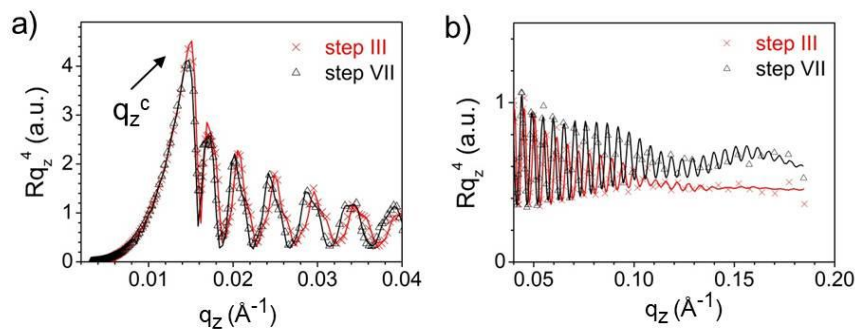 a)
step III
step VII
q_z^c
Rq_z^4 (a.u.)
4
3
2
1
0
0.01 0.02 0.03 0.04
q_z (Å^-1)
b)
step III
step VII
Rq_z^4 (a.u.)
1
0
0.05 0.10 0.15 0.20
q_z (Å^-1)